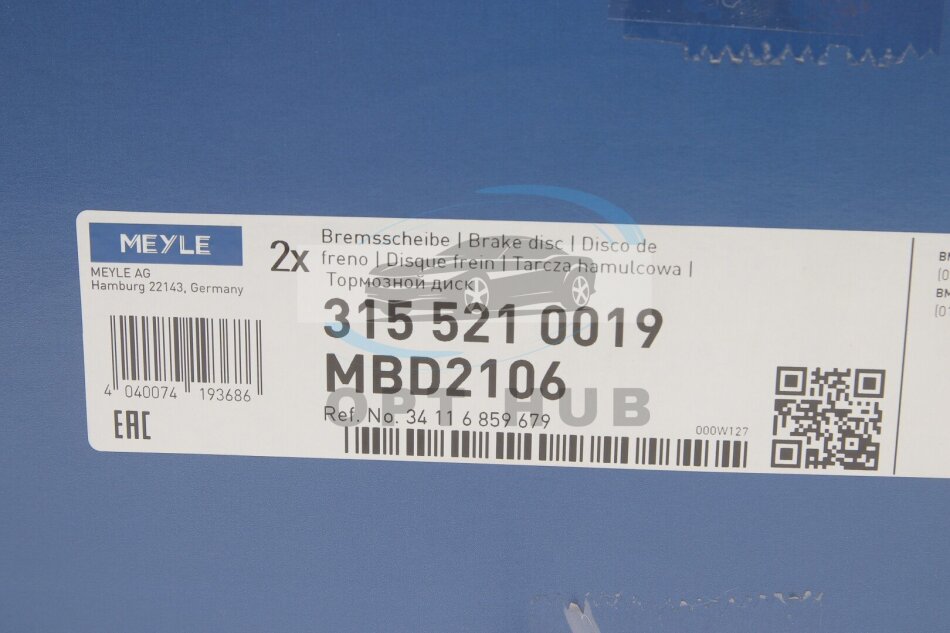 MEYLE
MEYLE AG
Hamburg 22143, Germany
4 040074 193686
EAC
2x
Bremsscheibe | Brake disc | Disco de
freno | Disque frein | Tarcza hamulcowa |
Тормозной диск
315 521 0019
MBD2106
OPT HUB
Ref. No. 34 11 6 859 679
000W127